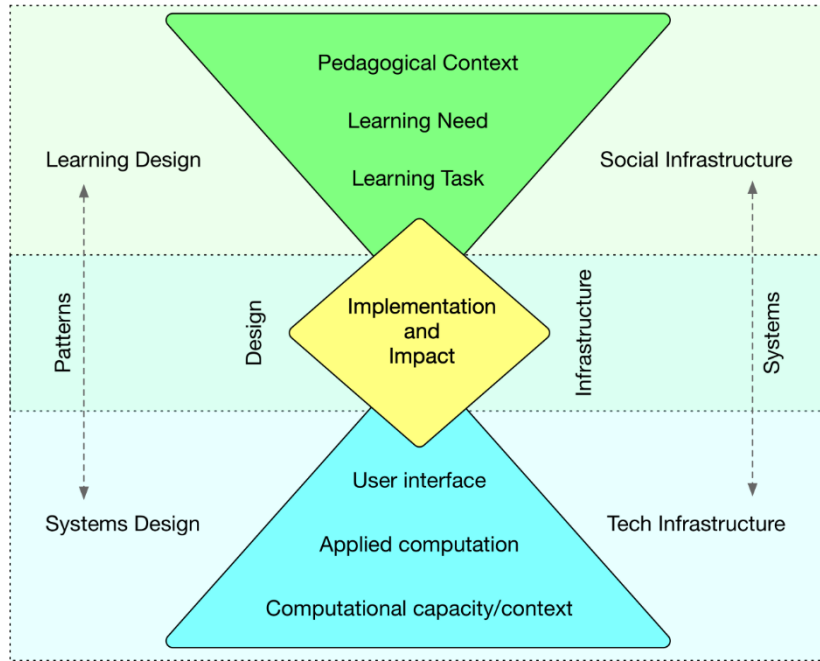 Pedagogical Context
Learning Need
Learning Design
Social Infrastructure
Learning Task
Patterns
Design
Implementation
and
Impact
Infrastructure
Systems
User interface
Systems Design
Tech Infrastructure
Applied computation
Computational capacity/context